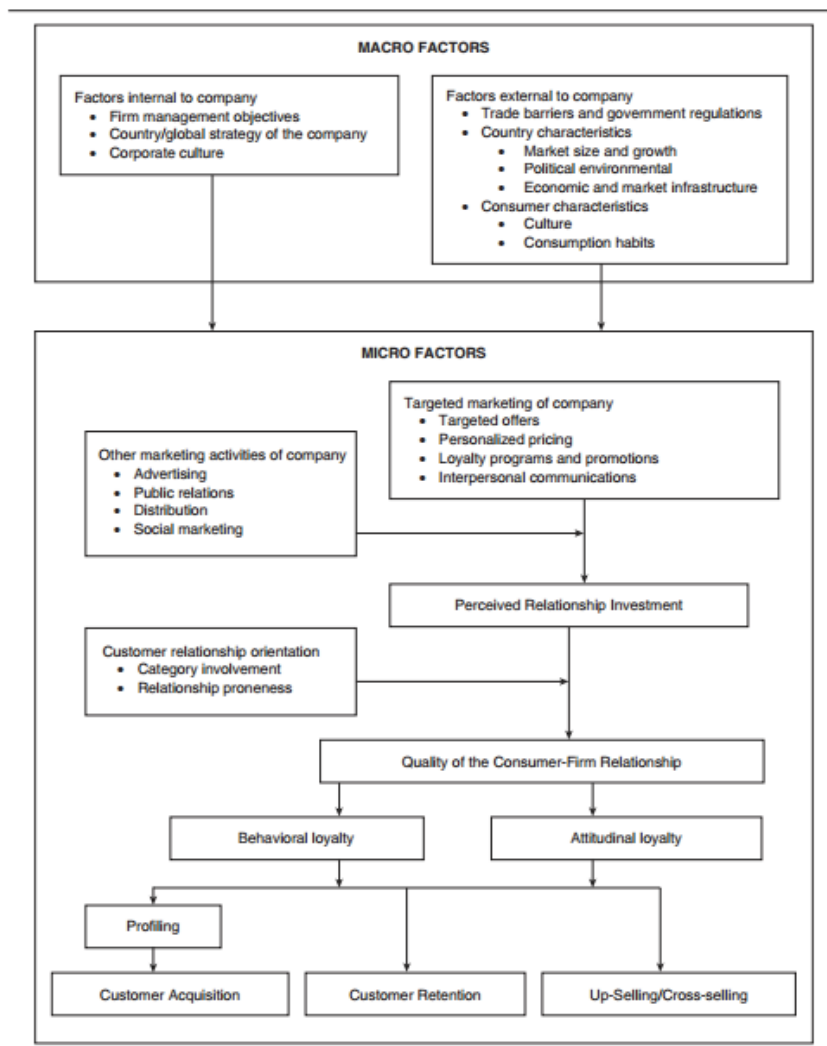 MACRO FACTORS
Factors internal to company
• Firm management objectives
• Country/global strategy of the company
• Corporate culture
Factors external to company
• Trade barriers and government regulations
• Country characteristics
• Market size and growth
• Political environmental
• Economic and market infrastructure
• Consumer characteristics
• Culture
• Consumption habits
MICRO FACTORS
Targeted marketing of company
• Targeted offers
• Personalized pricing
• Loyalty programs and promotions
• Interpersonal communications
Other marketing activities of company
• Advertising
• Public relations
• Distribution
• Social marketing
Perceived Relationship Investment
Customer relationship orientation
• Category involvement
• Relationship proneness
Quality of the Consumer-Firm Relationship
Behavioral loyalty
Attitudinal loyalty
Profiling
Customer Acquisition
Customer Retention
Up-Selling/Cross-selling